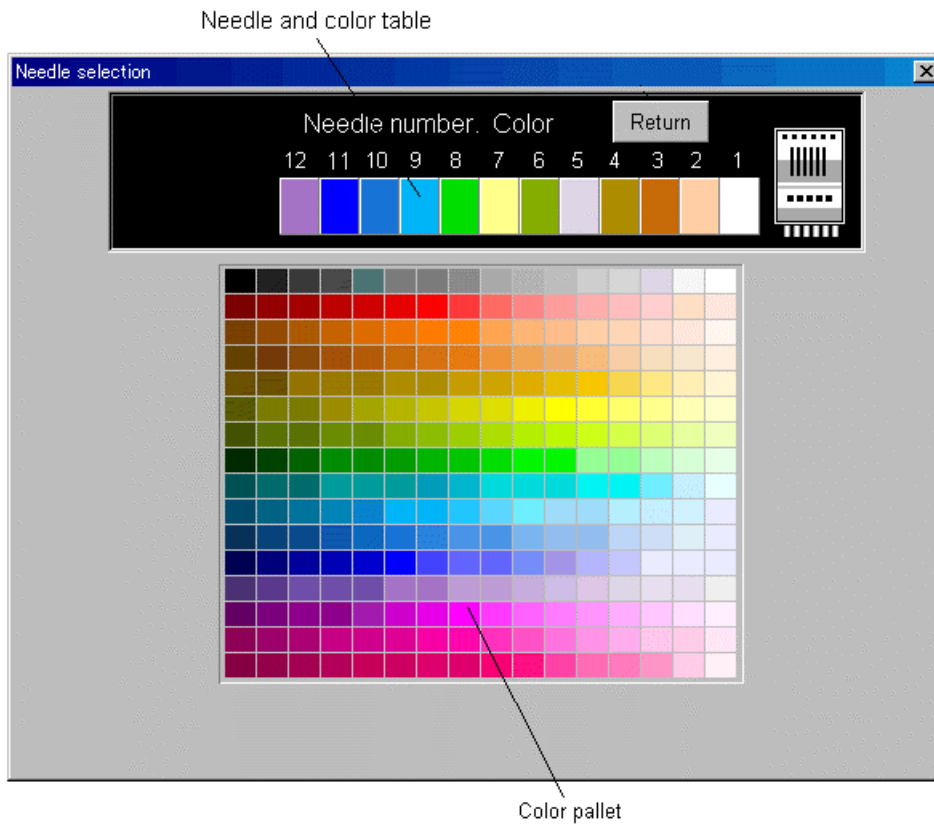 Needle and color table
Needle selection
Needle number. Color
Return
12 11 10 9 8 7 6 5 4 3 2 1
Color pallet